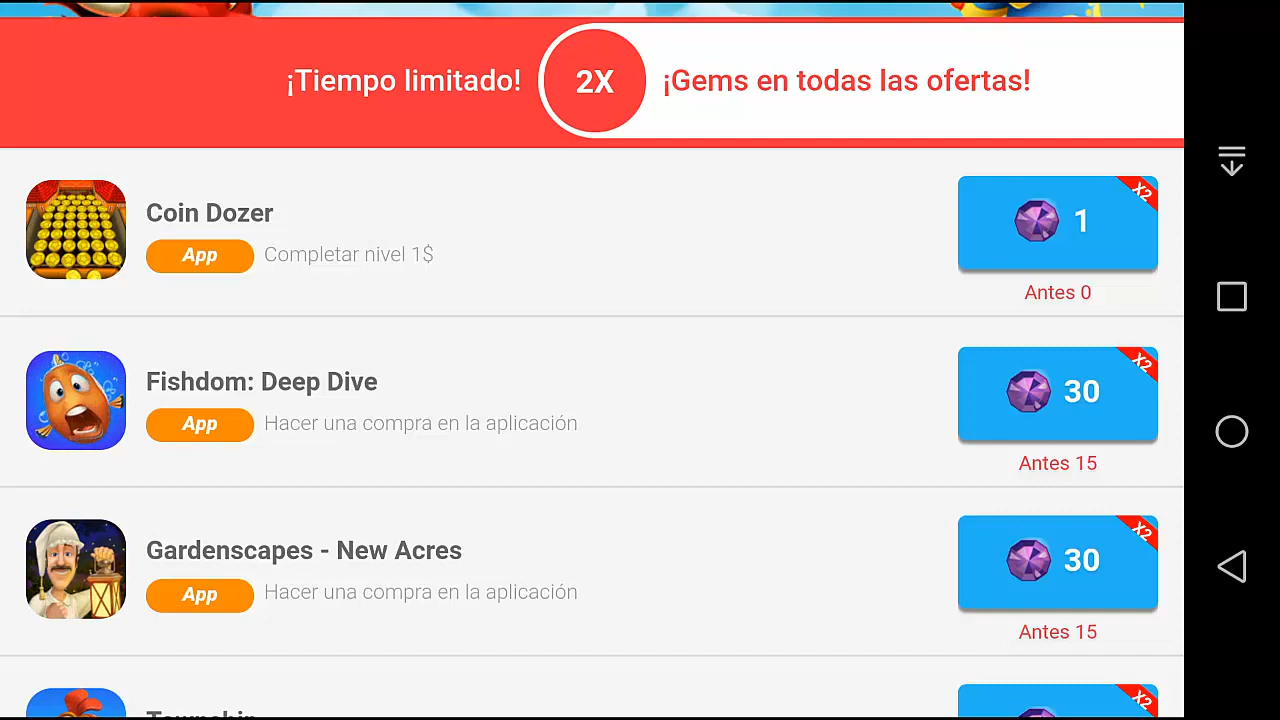 ¡Tiempo limitado!
2X
¡Gems en todas las ofertas!
Coin Dozer
App
Completar nivel 1$
X2
1
Antes 0
Fishdom: Deep Dive
App
Hacer una compra en la aplicación
X2
30
Antes 15
Gardenscapes - New Acres
App
Hacer una compra en la aplicación
X2
30
Antes 15
X2